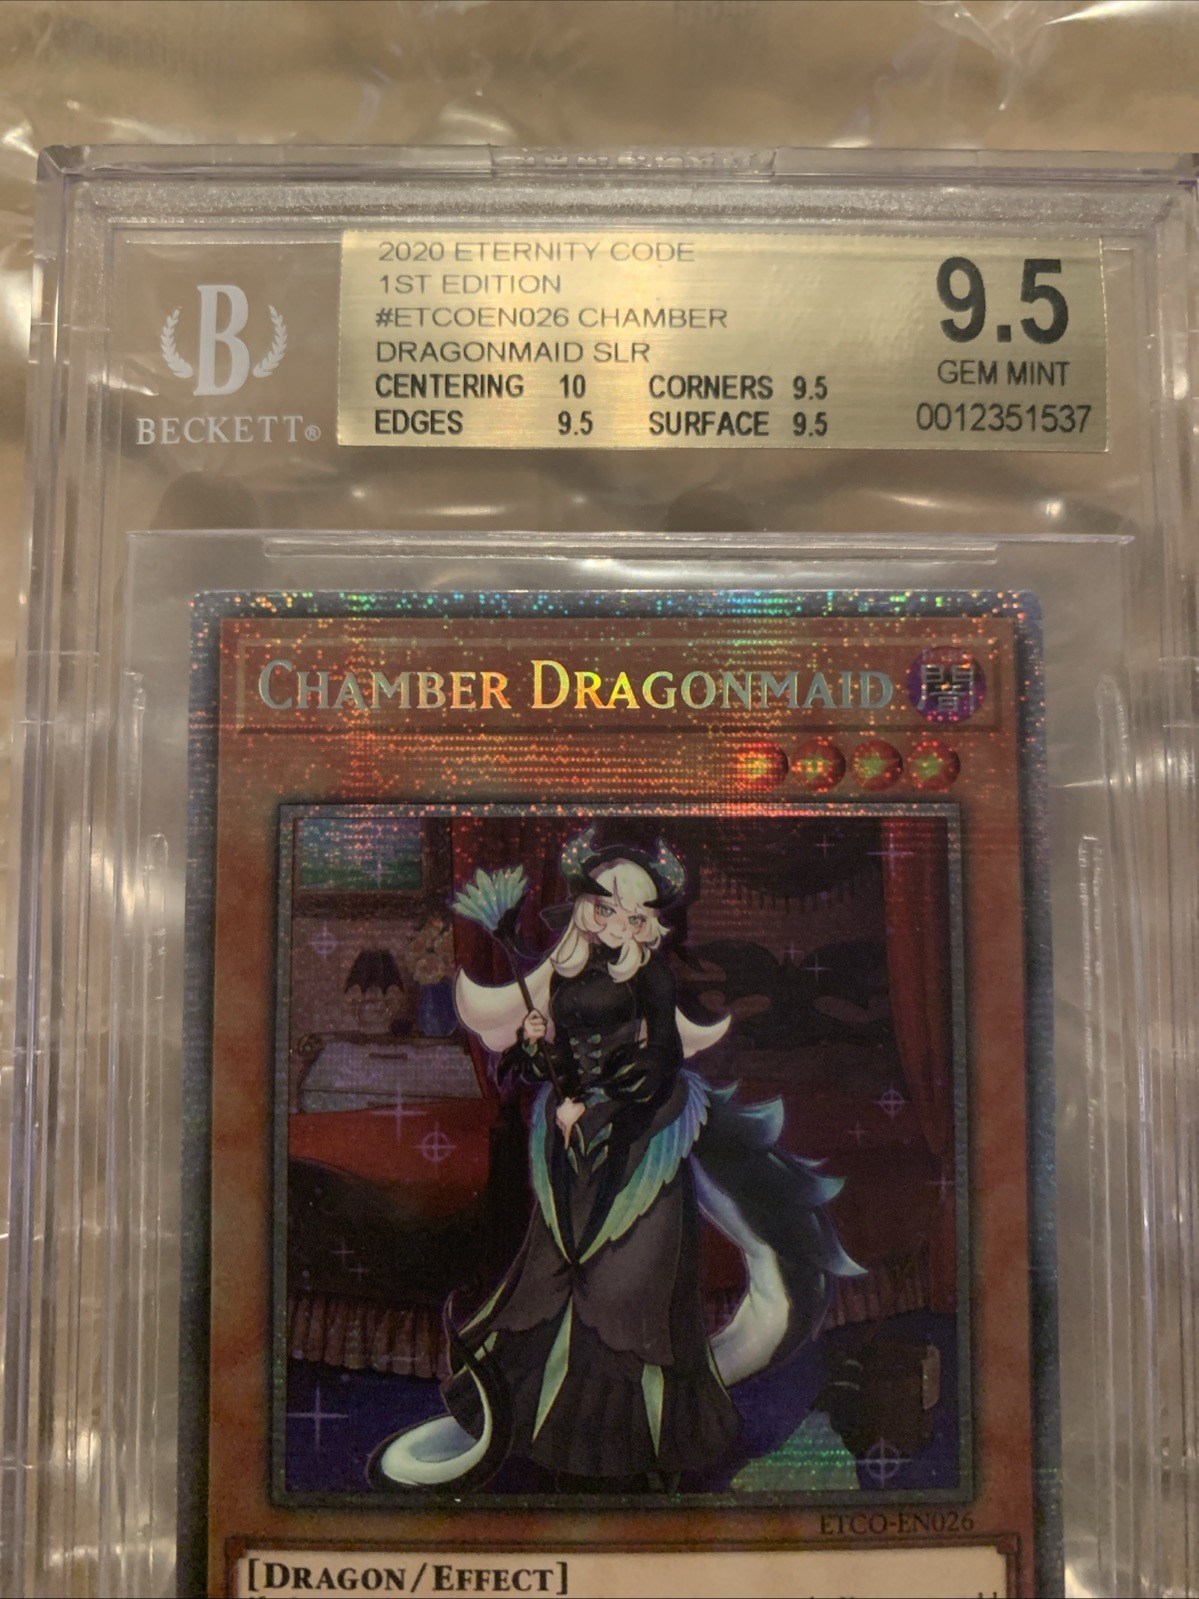 B
BECKETT®
2020 ETERNITY CODE
1ST EDITION
#ETCOEN026 CHAMBER
DRAGONMAID SLR
CENTERING 10 CORNERS 9.5
EDGES 9.5 SURFACE 9.5
9.5
GEM MINT
0012351537
CHAMBER DRAGONMAID 闇
ETCO-EN026
[DRAGON/EFFECT]